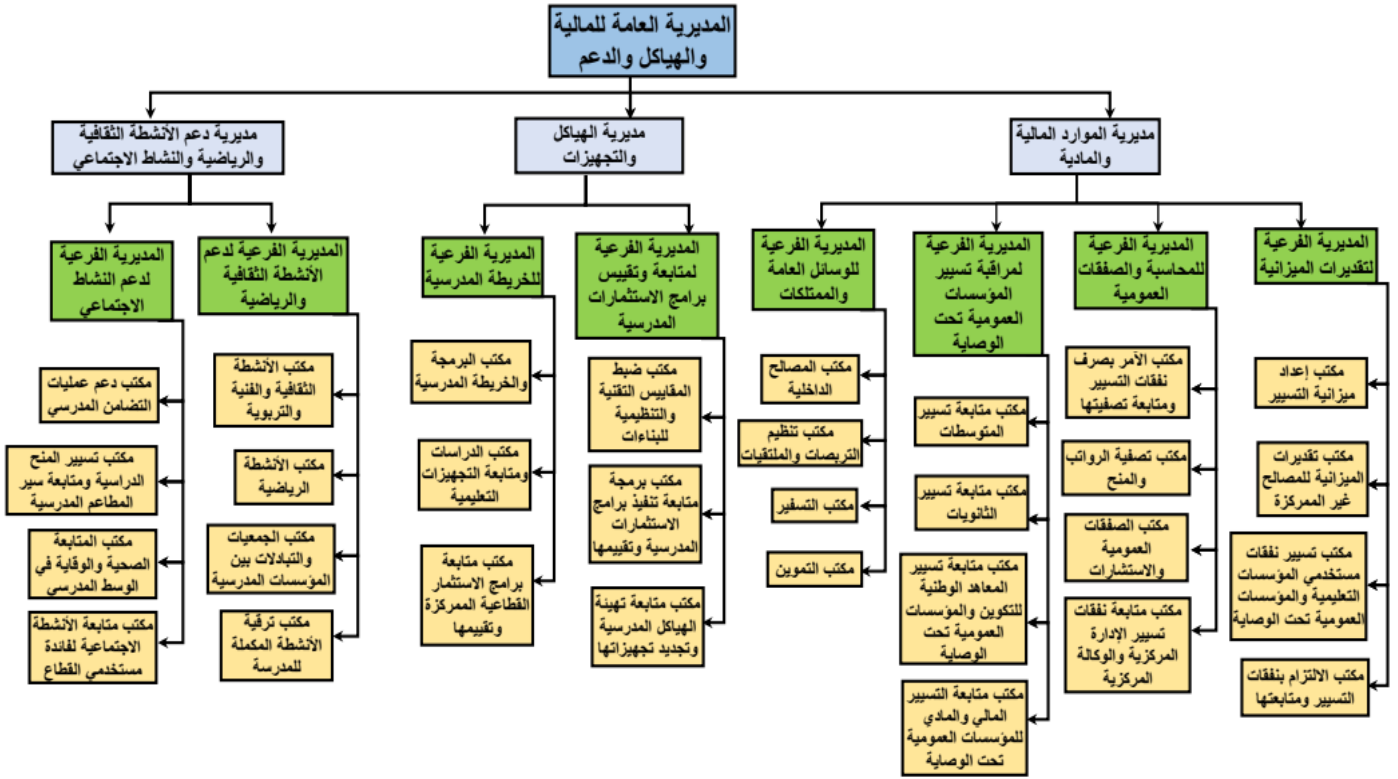 المديرية العامة للمالية
والهياكل والدعم
مديرية الموارد المالية
والمادية
مديرية الهياكل
والتجهيزات
مديرية دعم الأنشطة الثقافية
والرياضية والنشاط الاجتماعي
المديرية الفرعية
لتقديرات الميزانية
مكتب إعداد
ميزانية التسيير
مكتب تقديرات
الميزانية للمصالح
غير الممركزة
مكتب تسيير نفقات
مستخدمي المؤسسات
التعليمية والمؤسسات
العمومية تحت الوصاية
مكتب الالتزام بنفقات
التسيير ومتابعتها
المديرية الفرعية
للمحاسبة والصفقات
العمومية
مكتب الآمر بصرف
نفقات التسيير
ومتابعة تصفيتها
مكتب تصفية الرواتب
والمنح
مكتب الصفقات
العمومية
والاستشارات
مكتب متابعة نفقات
تسيير الإدارة
المركزية والوكالة
المركزية
المديرية الفرعية
لمراقبة تسيير
المؤسسات
العمومية تحت
الوصاية
مكتب متابعة تسيير
المتوسطات
مكتب متابعة تسيير
الثانويات
مكتب متابعة تسيير
المعاهد الوطنية
للتكوين والمؤسسات
العمومية تحت
الوصاية
مكتب متابعة التسيير
المالي والمادي
للمؤسسات العمومية
تحت الوصاية
المديرية الفرعية
للوسائل العامة
والممتلكات
مكتب المصالح
الداخلية
مكتب تنظيم
التربصات والملتقيات
مكتب التسفير
مكتب التموين
المديرية الفرعية
لمتابعة وتقييس
برامج الاستثمارات
المدرسية
مكتب ضبط
المقاييس التقنية
والتنظيمية
للبناءات
مكتب برمجة
متابعة تنفيذ برامج
الاستثمارات
المدرسية وتقييمها
مكتب متابعة تهيئة
الهياكل المدرسية
وتجديد تجهيزاتها
المديرية الفرعية
للخريطة المدرسية
مكتب البرمجة
والخريطة المدرسية
مكتب الدراسات
ومتابعة التجهيزات
التعليمية
مكتب متابعة
برامج الاستثمار
القطاعية الممركزة
وتقييمها
المديرية الفرعية لدعم
الأنشطة الثقافية
والرياضية
مكتب الأنشطة
الثقافية والفنية
والتربوية
مكتب الأنشطة
الرياضية
مكتب الجمعيات
والتبادلات بين
المؤسسات المدرسية
مكتب ترقية
الأنشطة المكملة
للمدرسة
المديرية الفرعية
لدعم النشاط
الاجتماعي
مكتب دعم عمليات
التضامن المدرسي
مكتب تسيير المنح
الدراسية ومتابعة سير
المطاعم المدرسية
مكتب المتابعة
الصحية والوقاية في
الوسط المدرسي
مكتب متابعة الأنشطة
الاجتماعية لفائدة
مستخدمي القطاع